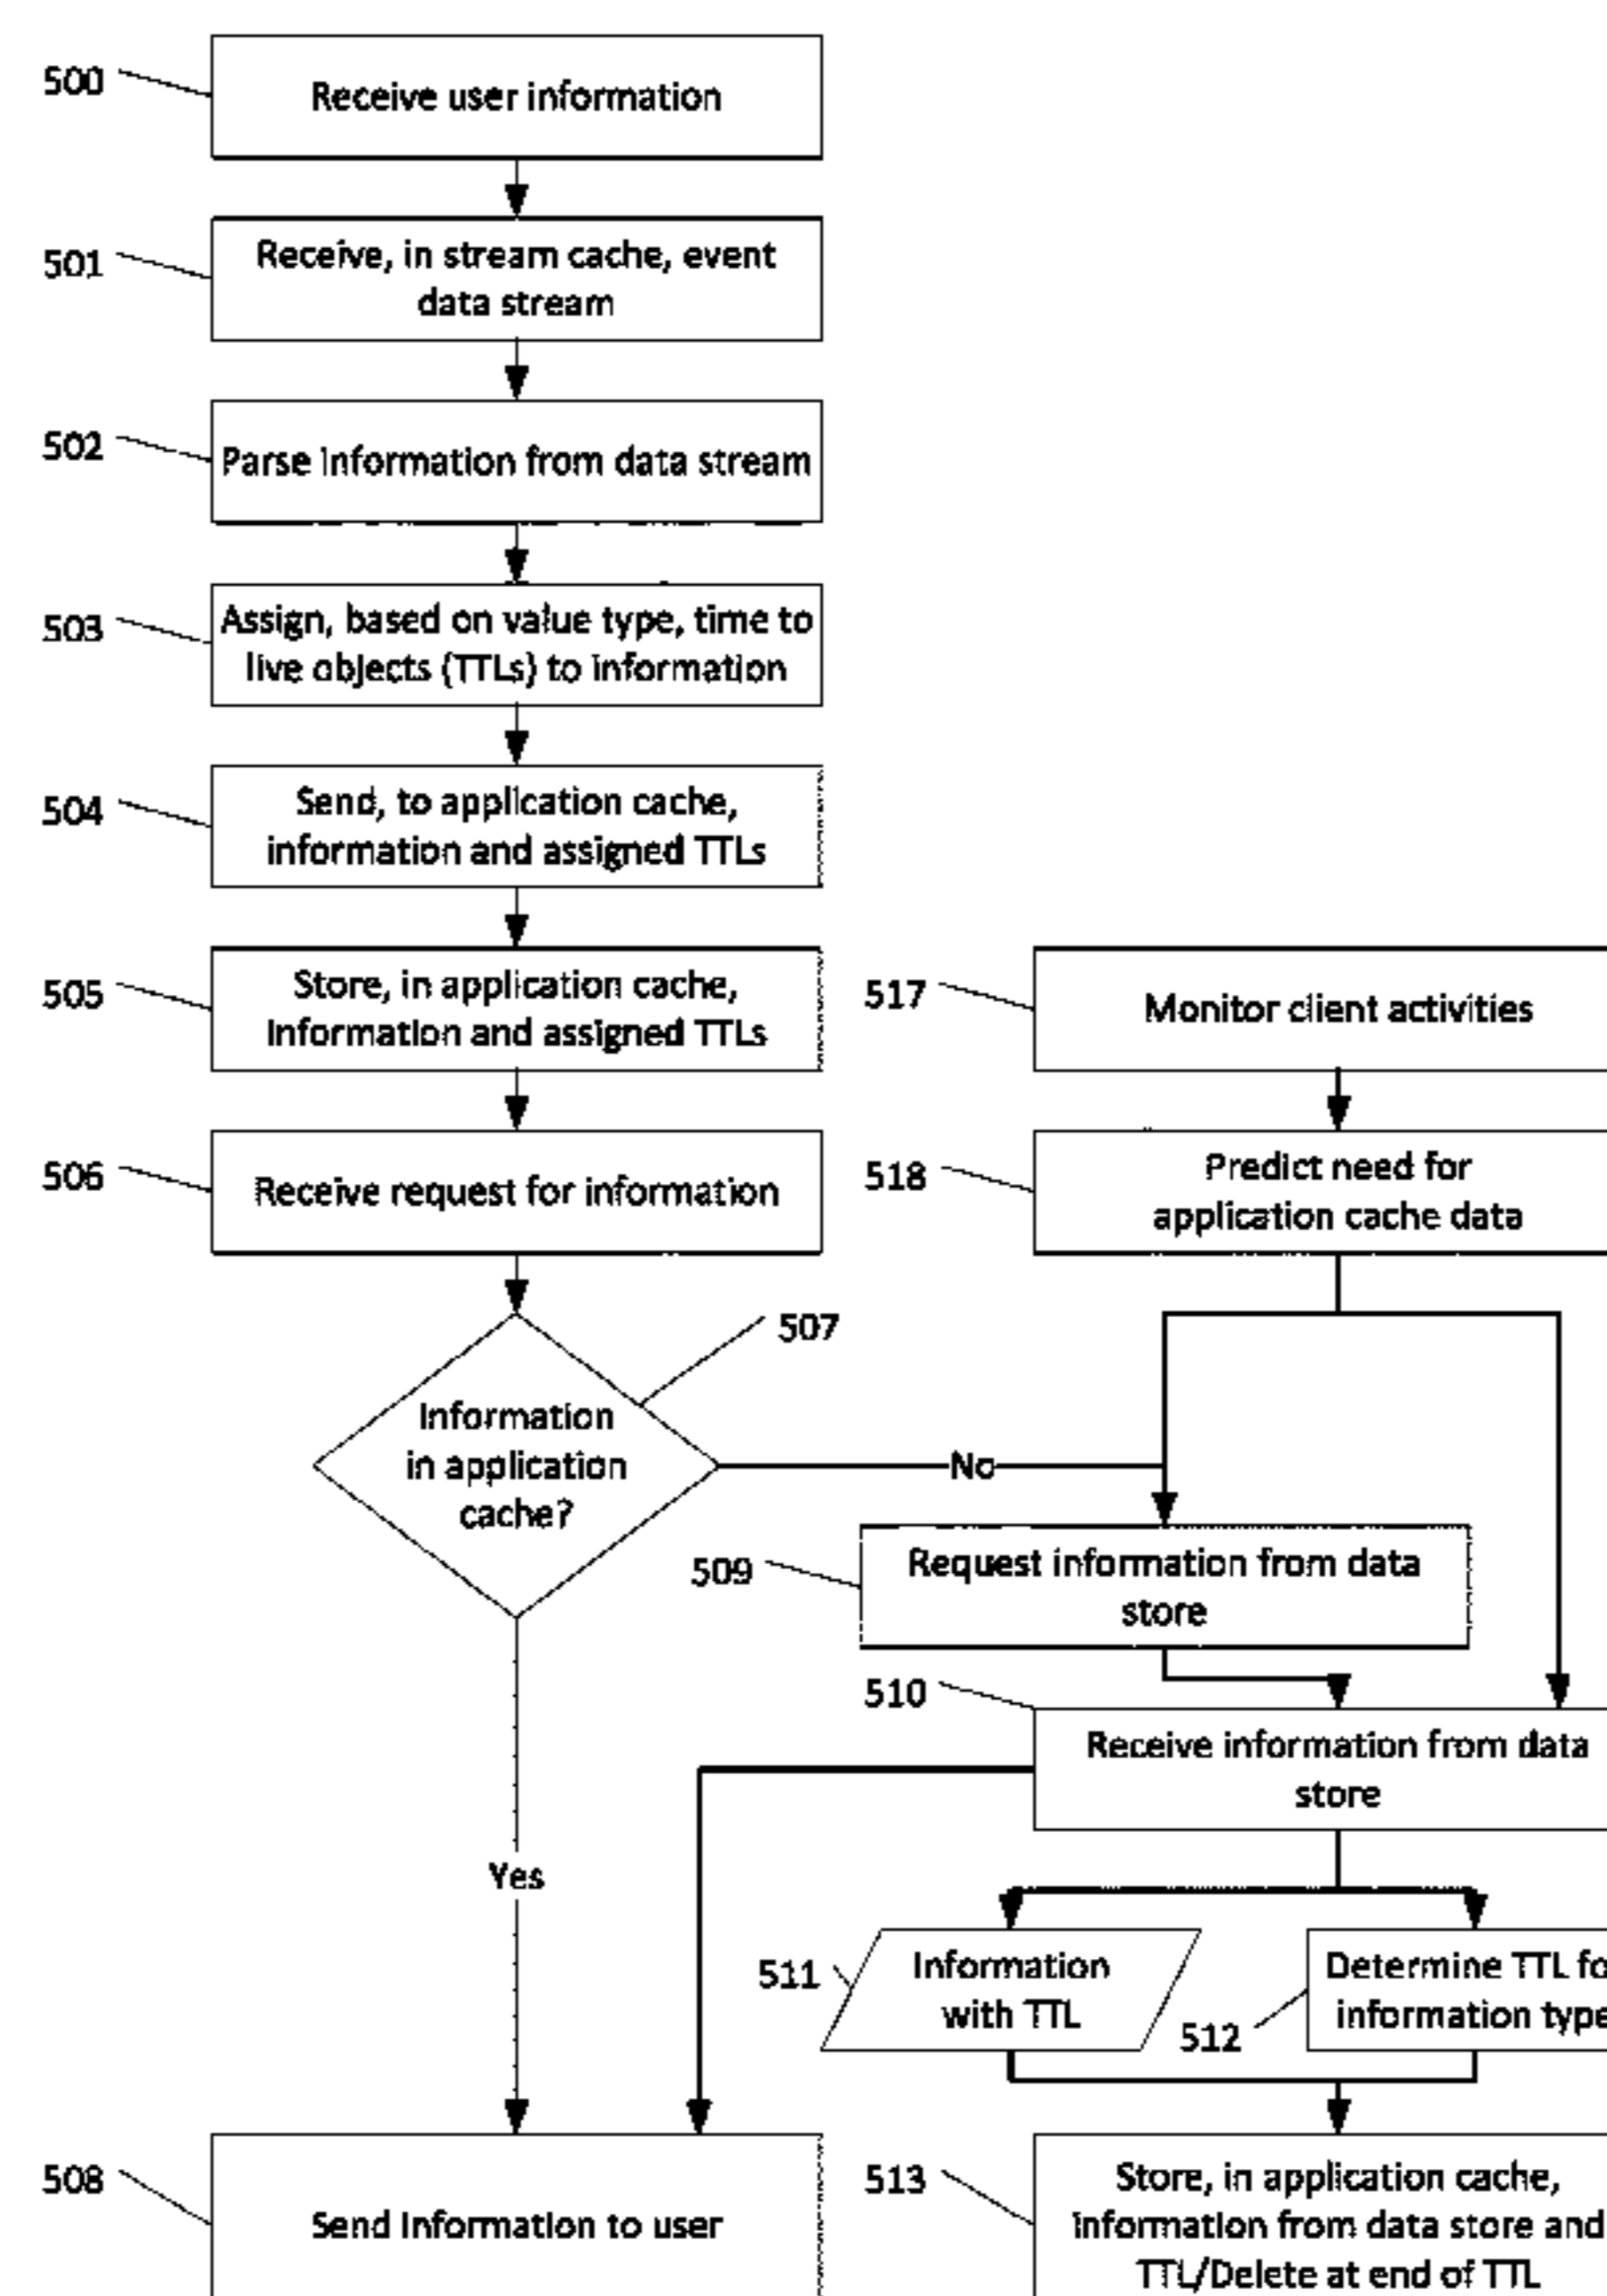 500
Receive user information
501
Receive, in stream cache, event
data stream
502
Parse information from data stream
503
Assign, based on value type, time to
live objects (TTLs) to information
504
Send, to application cache,
information and assigned TTLs
505
Store, in application cache,
information and assigned TTLs
517
Monitor client activities
506
Receive request for information
518
Predict need for
application cache data
507
Information
in application
cache?
No
509
Request information from data
store
510
Receive information from data
store
Yes
511
Information
with TTL
512
Determine TTL fo
information type
508
Send information to user
513
Store, in application cache,
information from data store and
TTL/Delete at end of TTL